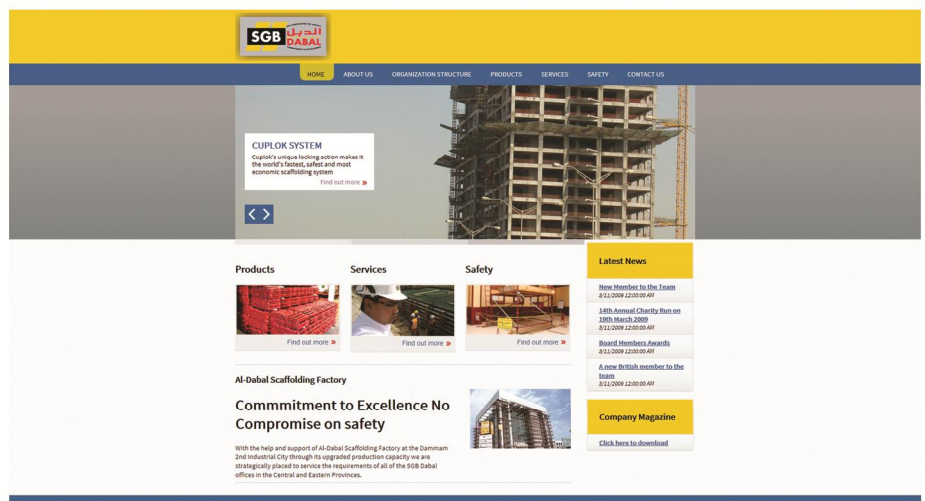 SGB الدبل
DABAL
HOME ABOUT US ORGANIZATION STRUCTURE PRODUCTS SERVICES SAFETY CONTACT US
CUPLOK SYSTEM
Cuplok's unique locking action makes it
the world's fastest, safest and most
economic scaffolding system
Find out more »
Products Services Safety
Find out more » Find out more » Find out more »
Al-Dabal Scaffolding Factory
Commmitment to Excellence No
Compromise on safety
With the help and support of Al-Dabal Scaffolding Factory at the Dammam
2nd Industrial City through its upgraded production capacity we are
strategically placed to service the requirements of all of the SGB Dabal
offices in the Central and Eastern Provinces.
Latest News
New Member to the Team
3/11/2009 12:00:00 AM
14th Annual Charity Run on
19th March 2009
3/11/2009 12:00:00 AM
Board Members Awards
3/11/2009 12:00:00 AM
A new British member to the
team
3/11/2009 12:00:00 AM
Company Magazine
Click here to download